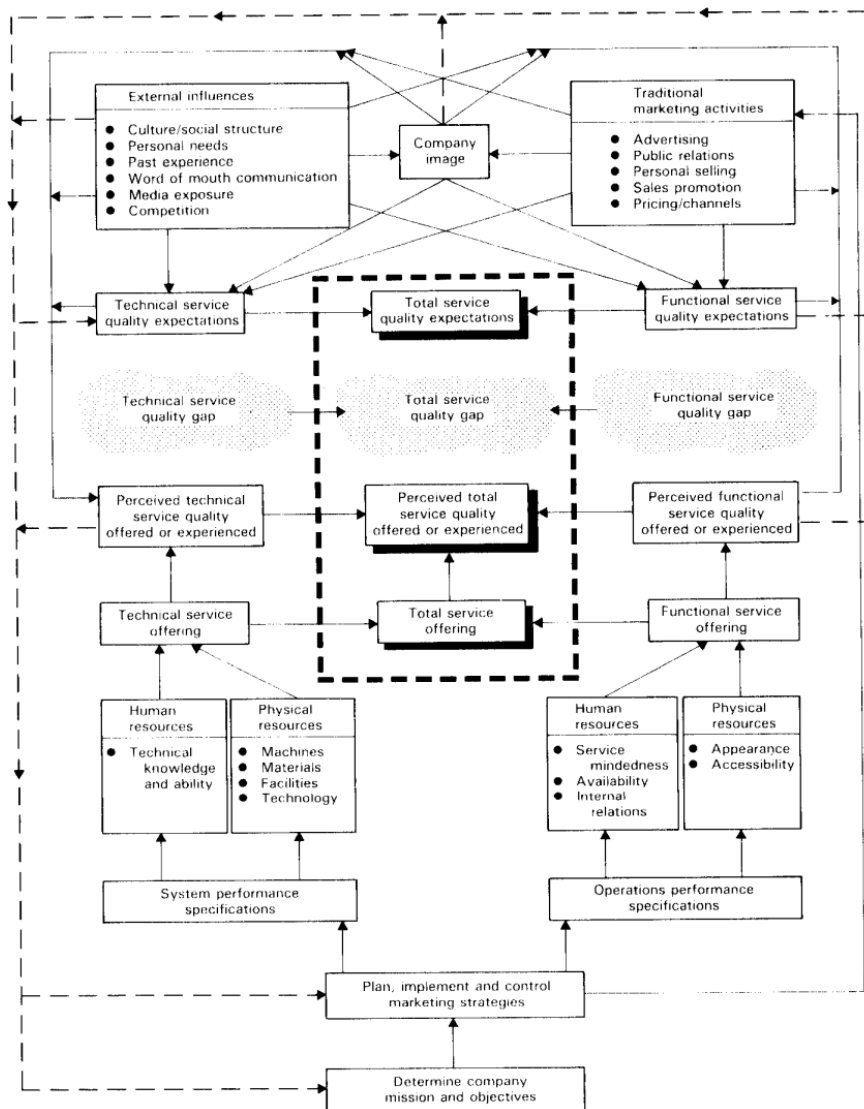 External influences
● Culture/social structure
● Personal needs
● Past experience
● Word of mouth communication
● Media exposure
● Competition
Company
image
Traditional
marketing activities
● Advertising
● Public relations
● Personal selling
● Sales promotion
● Pricing/channels
Technical service
quality expectations
Total service
quality expectations
Functional service
quality expectations
Technical service
quality gap
Total service
quality gap
Functional service
quality gap
Perceived technical
service quality
offered or experienced
Perceived total
service quality
offered or experienced
Perceived functional
service quality
offered or experienced
Technical service
offering
Total service
offering
Functional service
offering
Human
resources
● Technical
knowledge
and ability
Physical
resources
● Machines
● Materials
● Facilities
● Technology
Human
resources
● Service
mindedness
● Availability
● Internal
relations
Physical
resources
● Appearance
● Accessibility
System performance
specifications
Operations performance
specifications
Plan, implement and control
marketing strategies
Determine company
mission and objectives